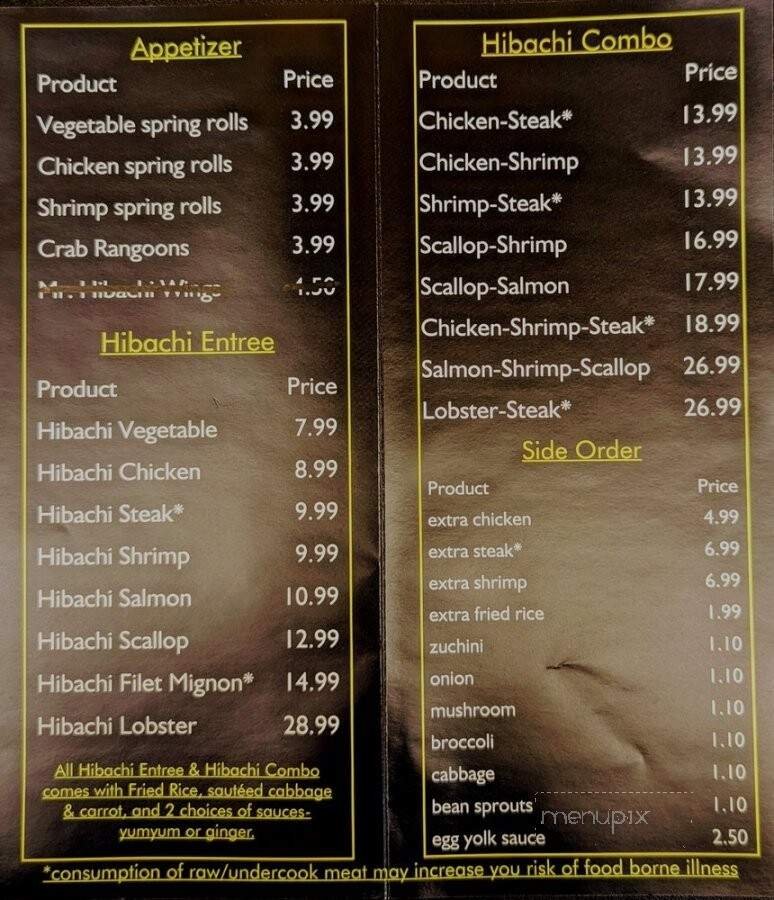 Appetizer
Product Price
Vegetable spring rolls 3.99
Chicken spring rolls 3.99
Shrimp spring rolls 3.99
Crab Rangoons 3.99
Mr. Hibachi Wings 4.50
Hibachi Entree
Product Price
Hibachi Vegetable 7.99
Hibachi Chicken 8.99
Hibachi Steak* 9.99
Hibachi Shrimp 9.99
Hibachi Salmon 10.99
Hibachi Scallop 12.99
Hibachi Filet Mignon* 14.99
Hibachi Lobster 28.99
All Hibachi Entree & Hibachi Combo
comes with Fried Rice, sautéed cabbage
& carrot, and 2 choices of sauces-
yumyum or ginger.
Hibachi Combo
Product Price
Chicken-Steak* 13.99
Chicken-Shrimp 13.99
Shrimp-Steak* 13.99
Scallop-Shrimp 16.99
Scallop-Salmon 17.99
Chicken-Shrimp-Steak* 18.99
Salmon-Shrimp-Scallop 26.99
Lobster-Steak* 26.99
Side Order
Product Price
extra chicken 4.99
extra steak* 6.99
extra shrimp 6.99
extra fried rice 1.99
zuchini 1.10
onion 1.10
mushroom 1.10
broccoli 1.10
cabbage 1.10
bean sprouts 1.10
menupix
egg yolk sauce 2.50
*consumption of raw/undercook meat may increase you risk of food borne illness